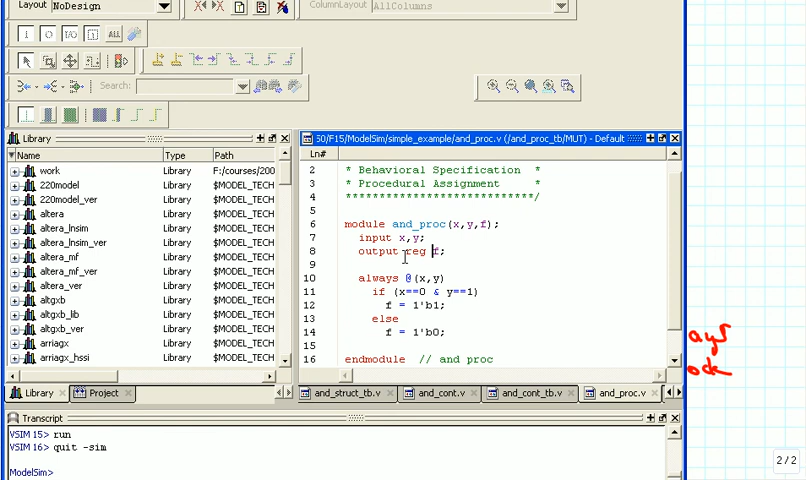 Layout NoDesign
ColumnLayout AllColumns
ALL
Search:
Library
Name Type Path
work Library F:/courses/200
220model Library $MODEL_TECH
220model_ver Library $MODEL_TECH
altera Library $MODEL_TECH
altera_lnsim Library $MODEL_TECH
altera_lnsim_ver Library $MODEL_TECH
altera_mf Library $MODEL_TECH
altera_mf_ver Library $MODEL_TECH
altera_ver Library $MODEL_TECH
altgxb Library $MODEL_TECH
altgxb_lib Library $MODEL_TECH
altgxb_ver Library $MODEL_TECH
arriagx Library $MODEL_TECH
arriagx_hssi Library $MODEL_TECH
Library Project
50/F15/ModelSim/simple_example/and_proc.v (/and_proc_tb/MUT) - Default
Ln#
2 * Behavioral Specification *
3 * Procedural Assignment *
4 ****************************/
5
6 module and_proc(x,y,f);
7 input x,y;
8 output reg f;
9
10 always @(x,y)
11 if (x==0 & y==1)
12 f = 1'b1;
13 else
14 f = 1'b0;
15
16 endmodule // and proc
and_struct_tb.v and_cont.v and_cont_tb.v and_proc.v
Transcript
VSIM 15> run
VSIM 16> quit -sim
ModelSim>
ays
ock
2/2